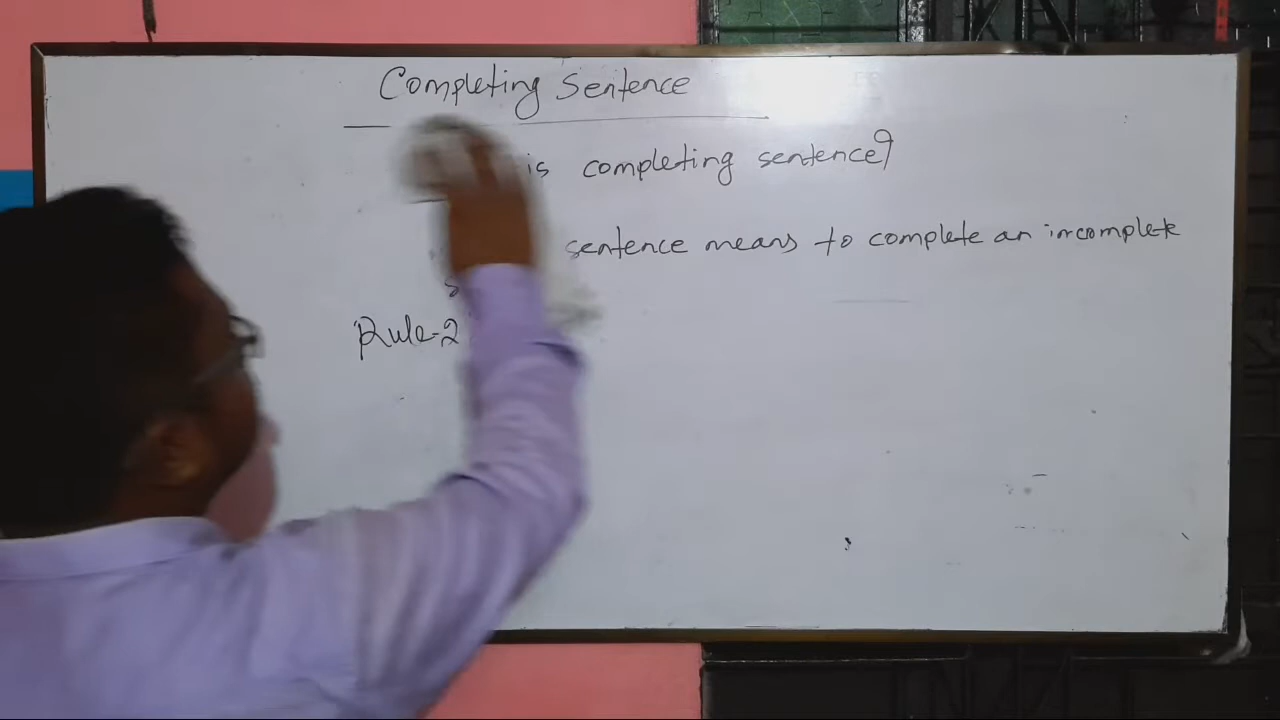 Completing Sentence
is completing sentence?
sentence means to complete an incomplete
Rule-2